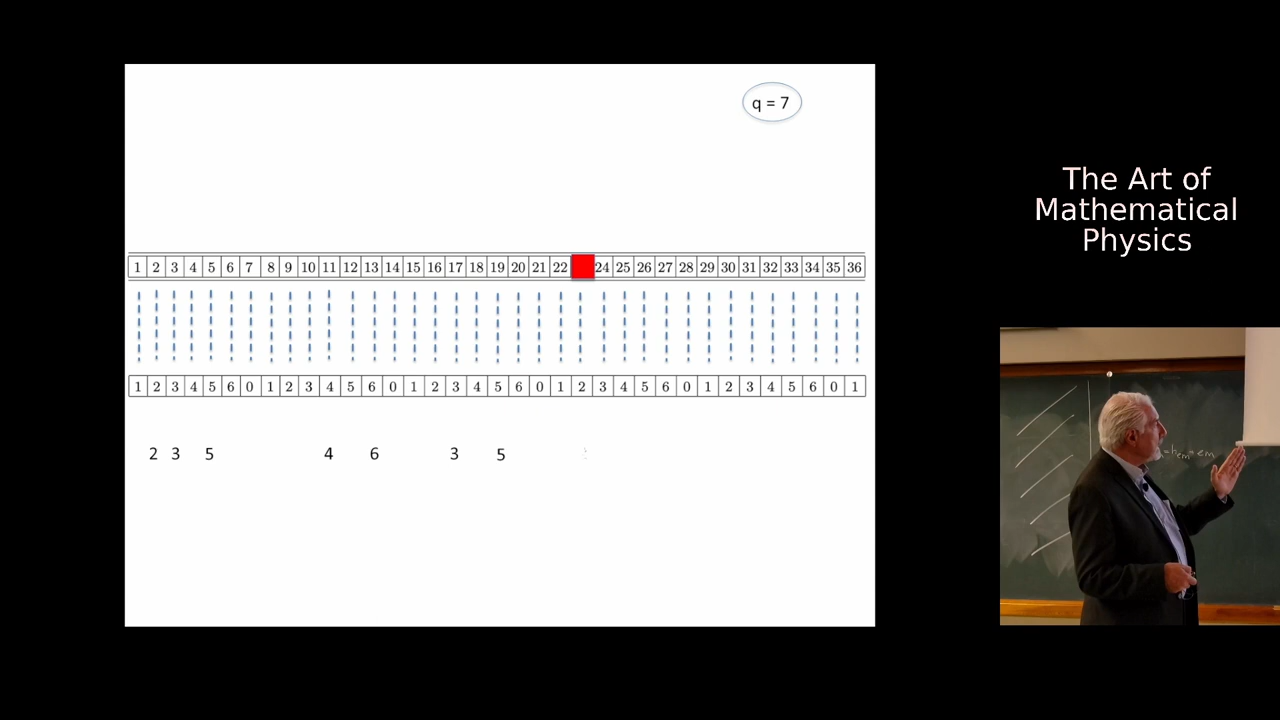 q = 7
1 2 3 4 5 6 7 8 9 10 11 12 13 14 15 16 17 18 19 20 21 22 24 25 26 27 28 29 30 31 32 33 34 35 36
1 2 3 4 5 6 0 1 2 3 4 5 6 0 1 2 3 4 5 6 0 1 2 3 4 5 6 0 1 2 3 4 5 6 0 1
2 3 5 4 6 3 5
The Art of
Mathematical
Physics